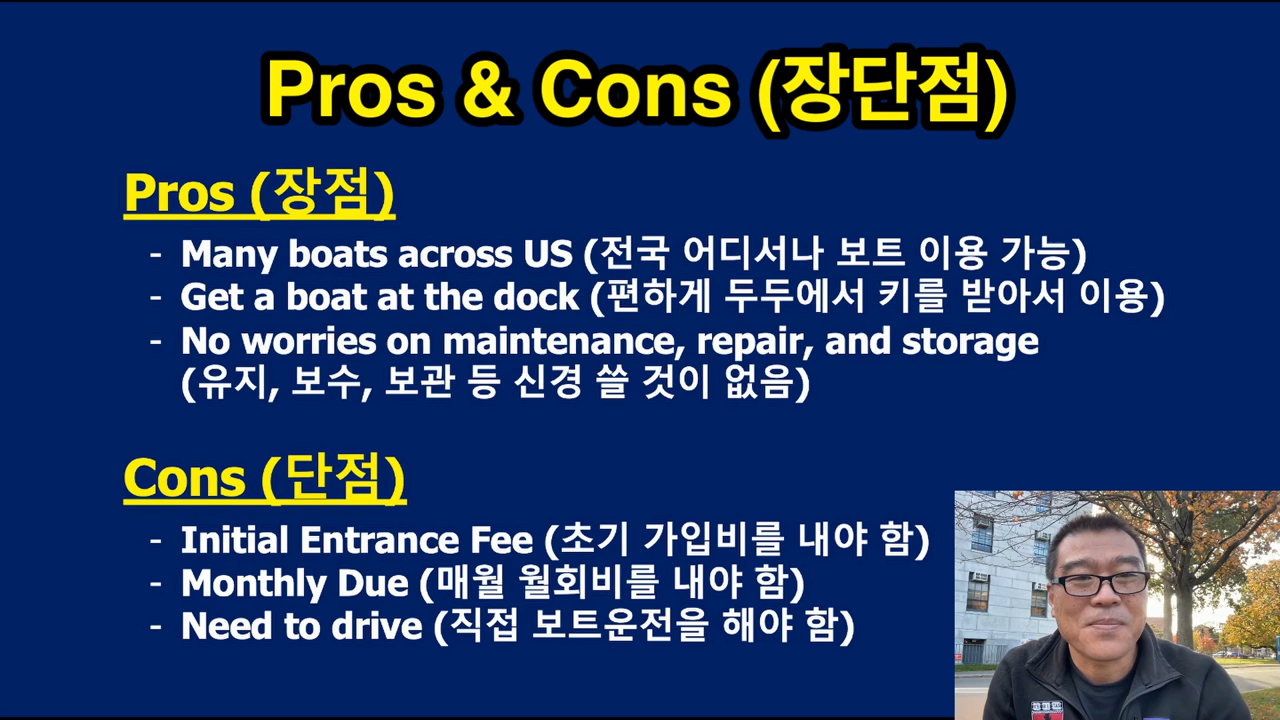 Pros & Cons (장단점)
Pros (장점)
- Many boats across US (전국 어디서나 보트 이용 가능)
- Get a boat at the dock (편하게 두두에서 키를 받아서 이용)
- No worries on maintenance, repair, and storage
(유지, 보수, 보관 등 신경 쓸 것이 없음)
Cons (단점)
- Initial Entrance Fee (초기 가입비를 내야 함)
- Monthly Due (매월 월회비를 내야 함)
- Need to drive (직접 보트운전을 해야 함)